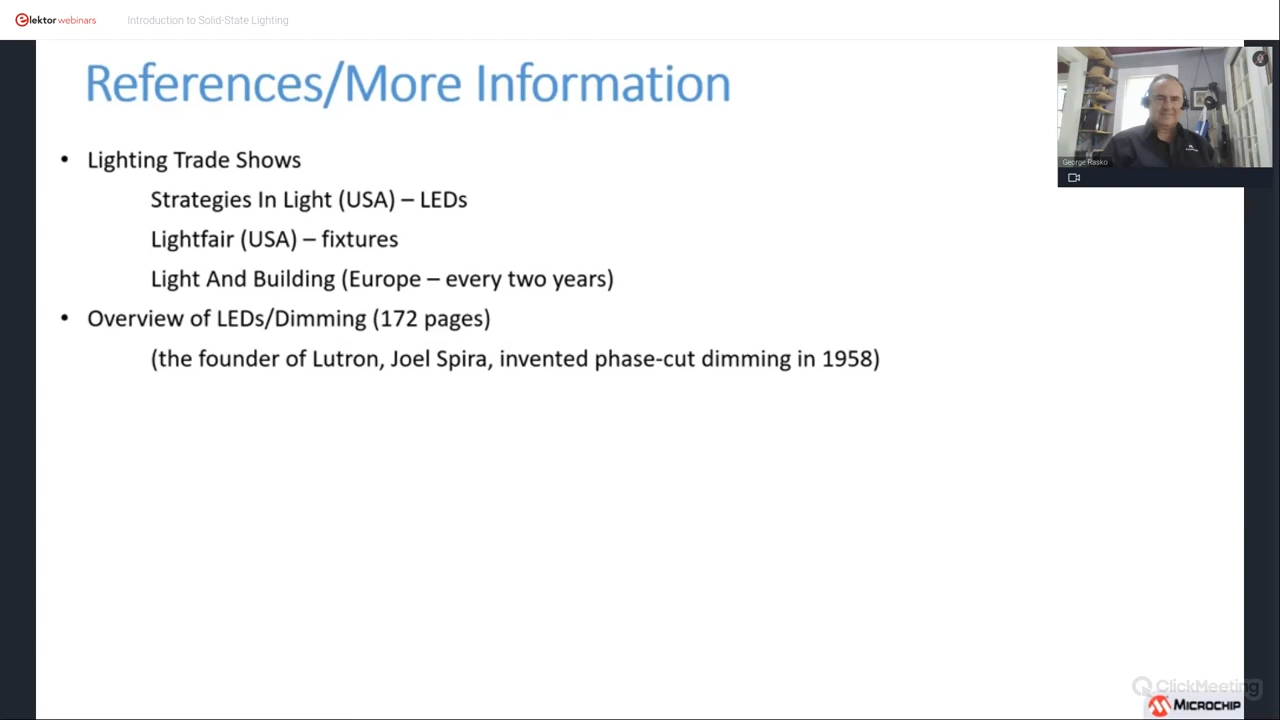 elektor webinars
Introduction to Solid-State Lighting
References/More Information
George Rasko
• Lighting Trade Shows
Strategies In Light (USA) – LEDs
Lightfair (USA) – fixtures
Light And Building (Europe – every two years)
• Overview of LEDs/Dimming (172 pages)
(the founder of Lutron, Joel Spira, invented phase-cut dimming in 1958)
ClickMeeting
MICROCHIP